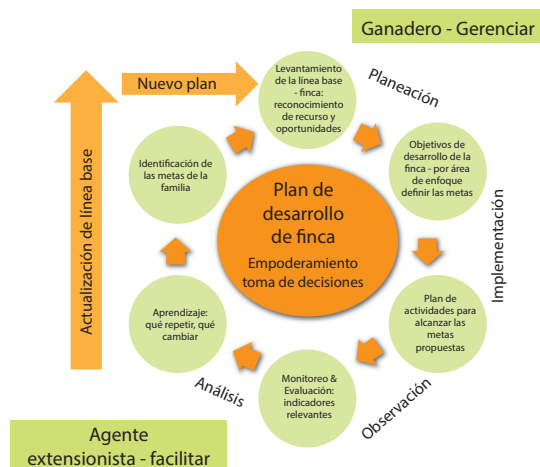 Ganadero - Gerenciar
Nuevo plan
Levantamiento de
la línea base
- finca:
reconocimiento
de recurso y
oportunidades
Planeación
Objetivos de
desarrollo de la
finca - por área
de enfoque
definir las metas
Implementación
Plan de
actividades para
alcanzar las
metas
propuestas
Observación
Monitoreo &
Evaluación:
indicadores
relevantes
Análisis
Aprendizaje:
qué repetir, qué
cambiar
Identificación de
las metas de la
familia
Actualización de línea base
Plan de
desarrollo
de finca
Empoderamiento
toma de decisiones
Agente
extensionista - facilitar